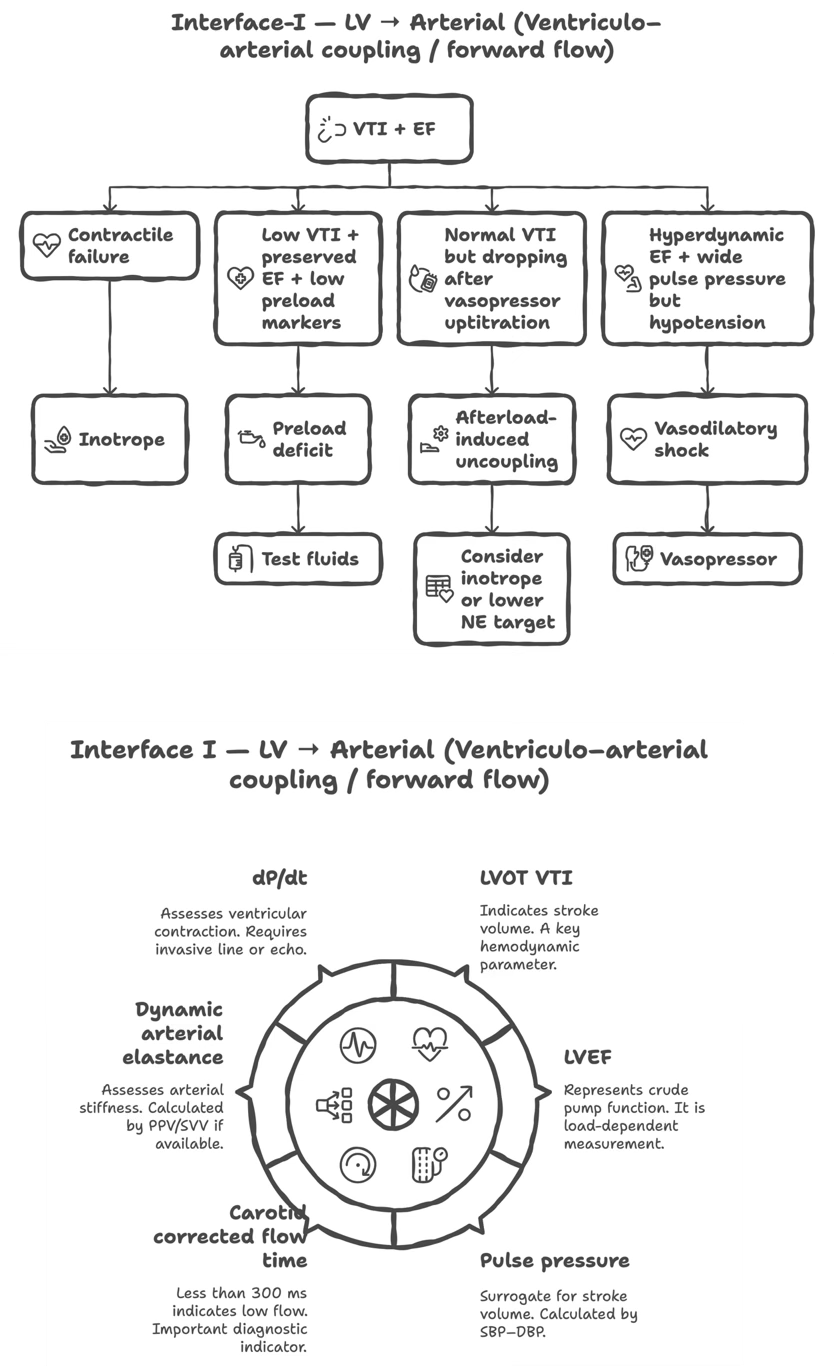 Interface-I — LV → Arterial (Ventriculo-
arterial coupling / forward flow)
VTI + EF
Contractile
failure
Low VTI +
preserved
EF + low
preload
markers
Normal VTI
but dropping
after
vasopressor
uptitration
Hyperdynamic
EF + wide
pulse pressure
but
hypotension
Inotrope
Preload
deficit
Afterload-
induced
uncoupling
Vasodilatory
shock
Test fluids
Consider
inotrope
or lower
NE target
Vasopressor
Interface I — LV → Arterial (Ventriculo-arterial
coupling / forward flow)
dP/dt
Assesses ventricular
contraction. Requires
invasive line or echo.
LVOT VTI
Indicates stroke
volume. A key
hemodynamic
parameter.
Dynamic
arterial
elastance
Assesses arterial
stiffness. Calculated
by PPV/SVV if
available.
LVEF
Represents crude
pump function. It is
load-dependent
measurement.
Carotid
corrected flow
time
Less than 300 ms
indicates low flow.
Important diagnostic
indicator.
Pulse pressure
Surrogate for stroke
volume. Calculated by
SBP-DBP.